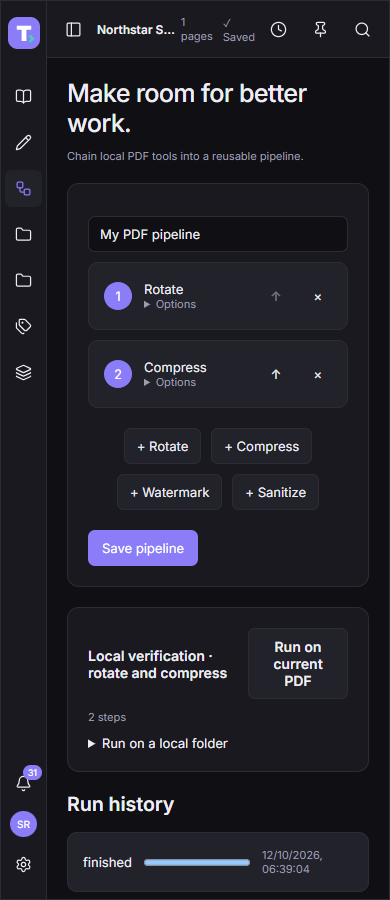 T
Northstar S...
1
pages
✓
Saved
Make room for better
work.
Chain local PDF tools into a reusable pipeline.
My PDF pipeline
1
Rotate
▶ Options
↑
×
2
Compress
▶ Options
↑
×
+ Rotate
+ Compress
+ Watermark
+ Sanitize
Save pipeline
Local verification ·
rotate and compress
Run on
current
PDF
2 steps
▶ Run on a local folder
31
SR
Run history
finished
12/10/2026,
06:39:04